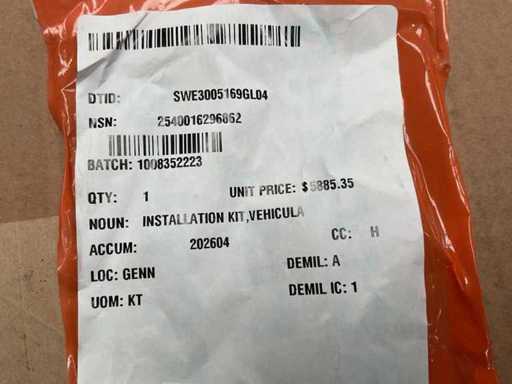 DTID: SWE3005169GL04
NSN: 2540016296862
BATCH: 1008352223
QTY: 1 UNIT PRICE: $5885.35
NOUN: INSTALLATION KIT,VEHICULA
ACCUM: 202604 CC: H
LOC: GENN DEMIL: A
UOM: KT DEMIL IC: 1